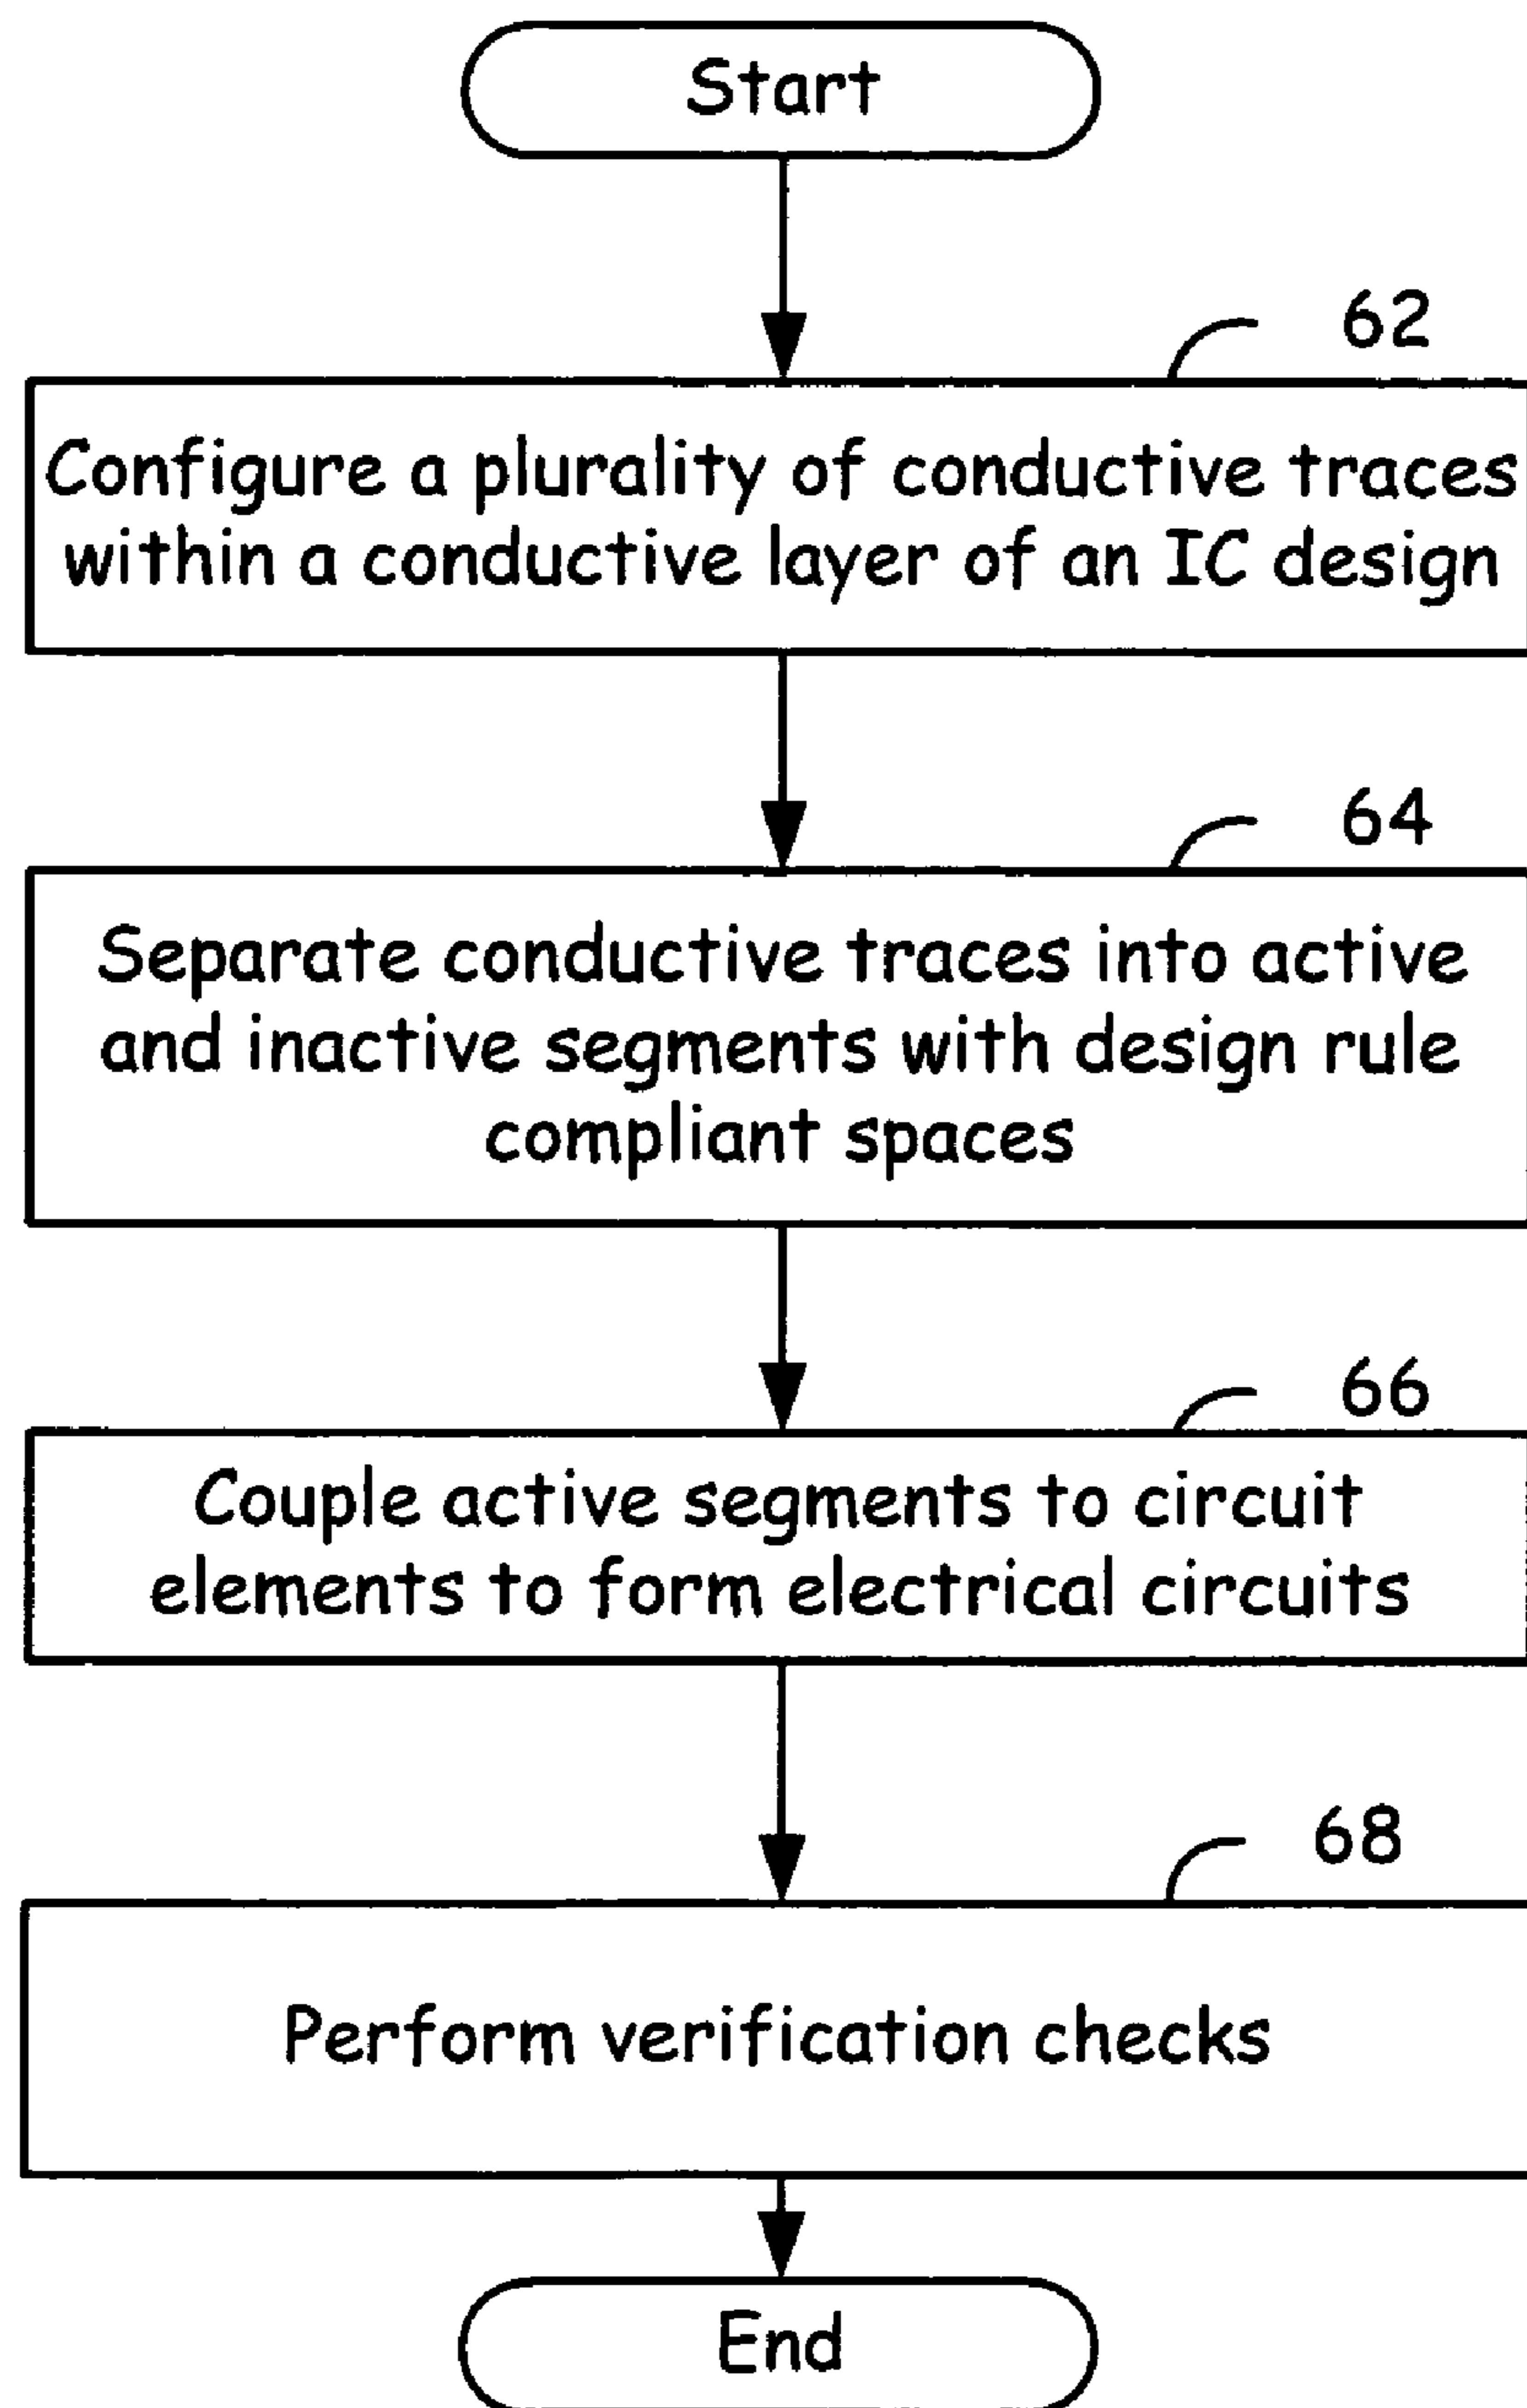 Start
62
Configure a plurality of conductive traces
within a conductive layer of an IC design
64
Separate conductive traces into active
and inactive segments with design rule
compliant spaces
66
Couple active segments to circuit
elements to form electrical circuits
68
Perform verification checks
End